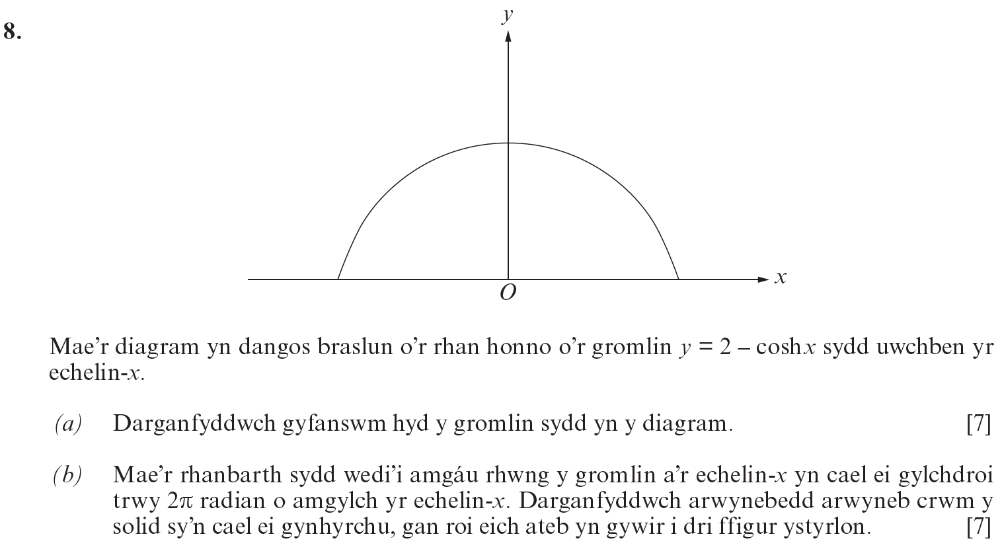 8.
y
x
O
Mae'r diagram yn dangos braslun o'r rhan honno o'r gromlin y = 2 – cosh x sydd uwchben yr
echelin-x.
(a) Darganfyddwch gyfanswm hyd y gromlin sydd yn y diagram. [7]
(b) Mae'r rhanbarth sydd wedi'i amgáu rhwng y gromlin a'r echelin-x yn cael ei gylchdroi
trwy 2π radian o amgylch yr echelin-x. Darganfyddwch arwynebedd arwyneb crwm y
solid sy'n cael ei gynhyrchu, gan roi eich ateb yn gywir i dri ffigur ystyrlon. [7]